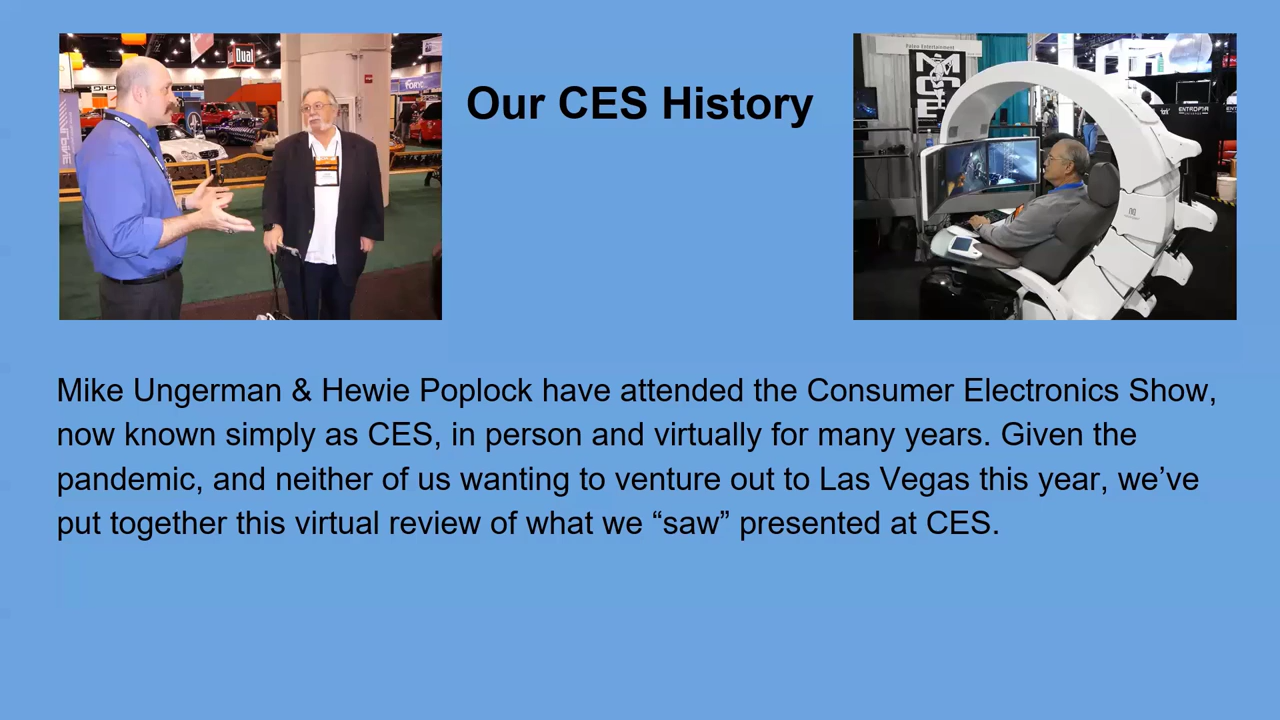 Dual
Our CES History
Mike Ungerman & Hewie Poplock have attended the Consumer Electronics Show,
now known simply as CES, in person and virtually for many years. Given the
pandemic, and neither of us wanting to venture out to Las Vegas this year, we’ve
put together this virtual review of what we “saw” presented at CES.